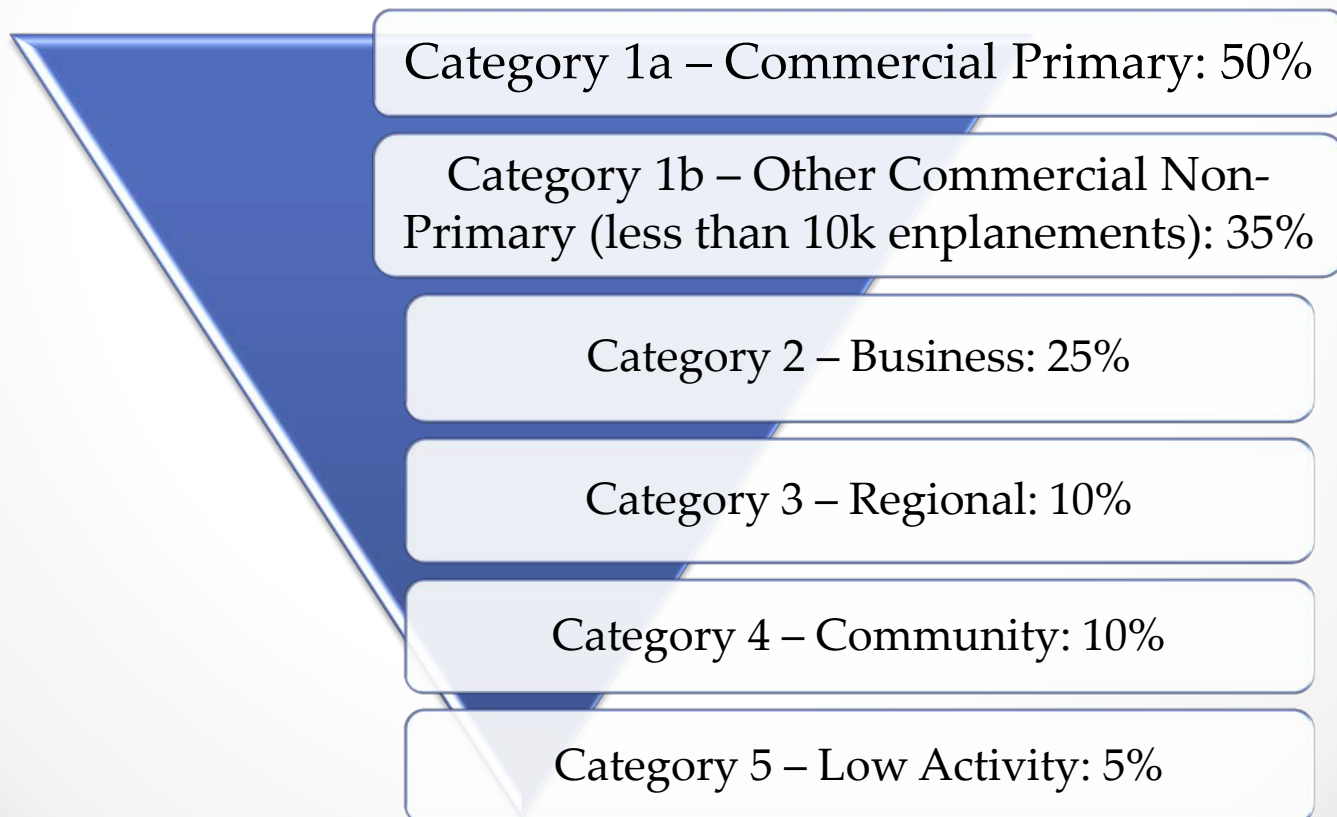 Category 1a – Commercial Primary: 50%
Category 1b – Other Commercial Non-
Primary (less than 10k enplanements): 35%
Category 2 – Business: 25%
Category 3 – Regional: 10%
Category 4 – Community: 10%
Category 5 – Low Activity: 5%